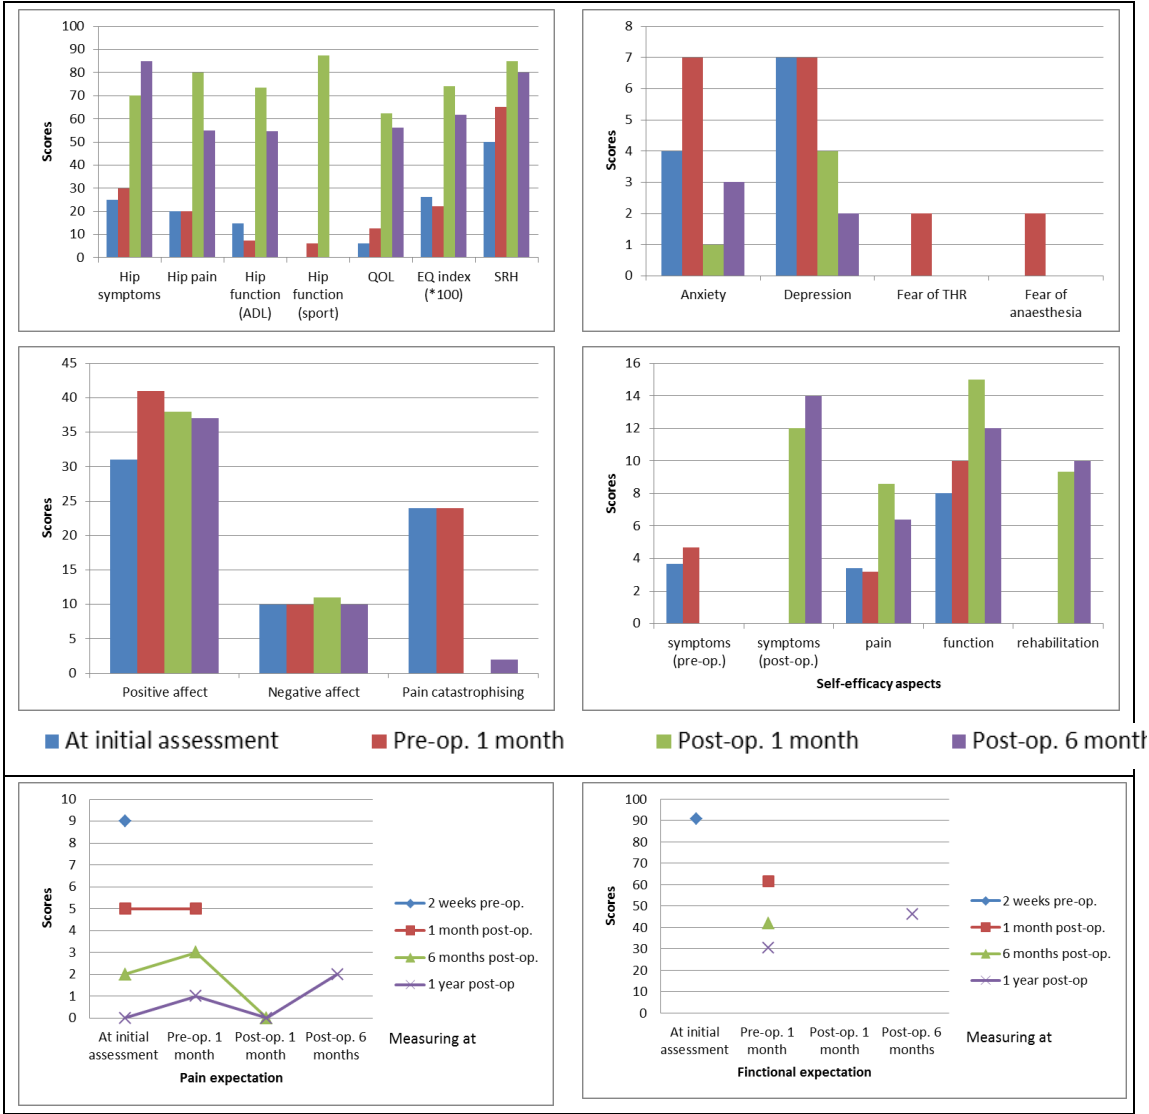 100
90
80
70
60
50
40
30
20
10
0
Scores
Hip symptoms
Hip pain
Hip function (ADL)
Hip function (sport)
QOL
EQ index (*100)
SRH
8
7
6
5
4
3
2
1
0
Scores
Anxiety
Depression
Fear of THR
Fear of anaesthesia
45
40
35
30
25
20
15
10
5
0
Scores
Positive affect
Negative affect
Pain catastrophising
16
14
12
10
8
6
4
2
0
Scores
symptoms (pre-op.)
symptoms (post-op.)
pain
function
rehabilitation
Self-efficacy aspects
At initial assessment
Pre-op. 1 month
Post-op. 1 month
Post-op. 6 month
10
9
8
7
6
5
4
3
2
1
0
Scores
At initial assessment
Pre-op. 1 month
Post-op. 1 month
Post-op. 6 months
Measuring at
Pain expectation
2 weeks pre-op.
1 month post-op.
6 months post-op.
1 year post-op
100
90
80
70
60
50
40
30
20
10
0
Scores
At initial assessment
Pre-op. 1 month
Post-op. 1 month
Post-op. 6 months
Measuring at
Finctional expectation
2 weeks pre-op.
1 month post-op.
6 months post-op.
1 year post-op